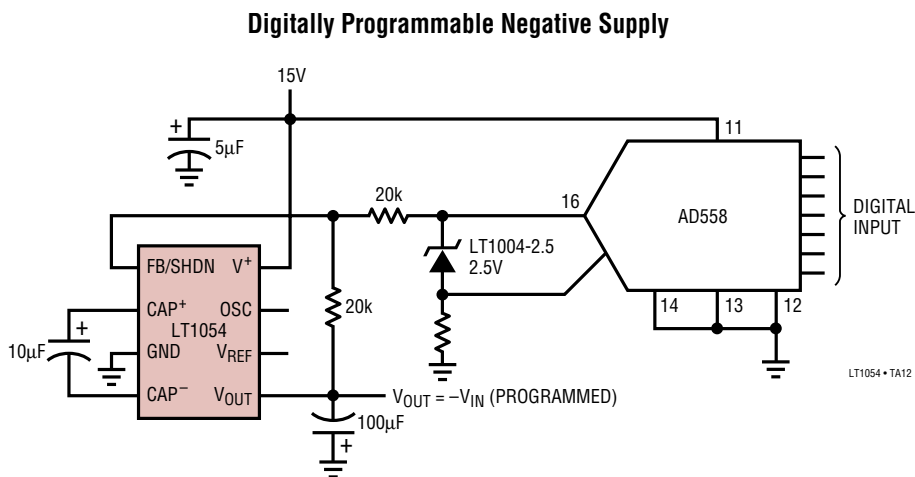 Digitally Programmable Negative Supply
15V
+
5µF
11
20k
16
AD558
DIGITAL
INPUT
LT1004-2.5
2.5V
FB/SHDN V+
CAP+ OSC
LT1054
GND VREF
CAP– VOUT
+
10µF
20k
14
13
12
LT1054 • TA12
VOUT = –VIN (PROGRAMMED)
100µF
+